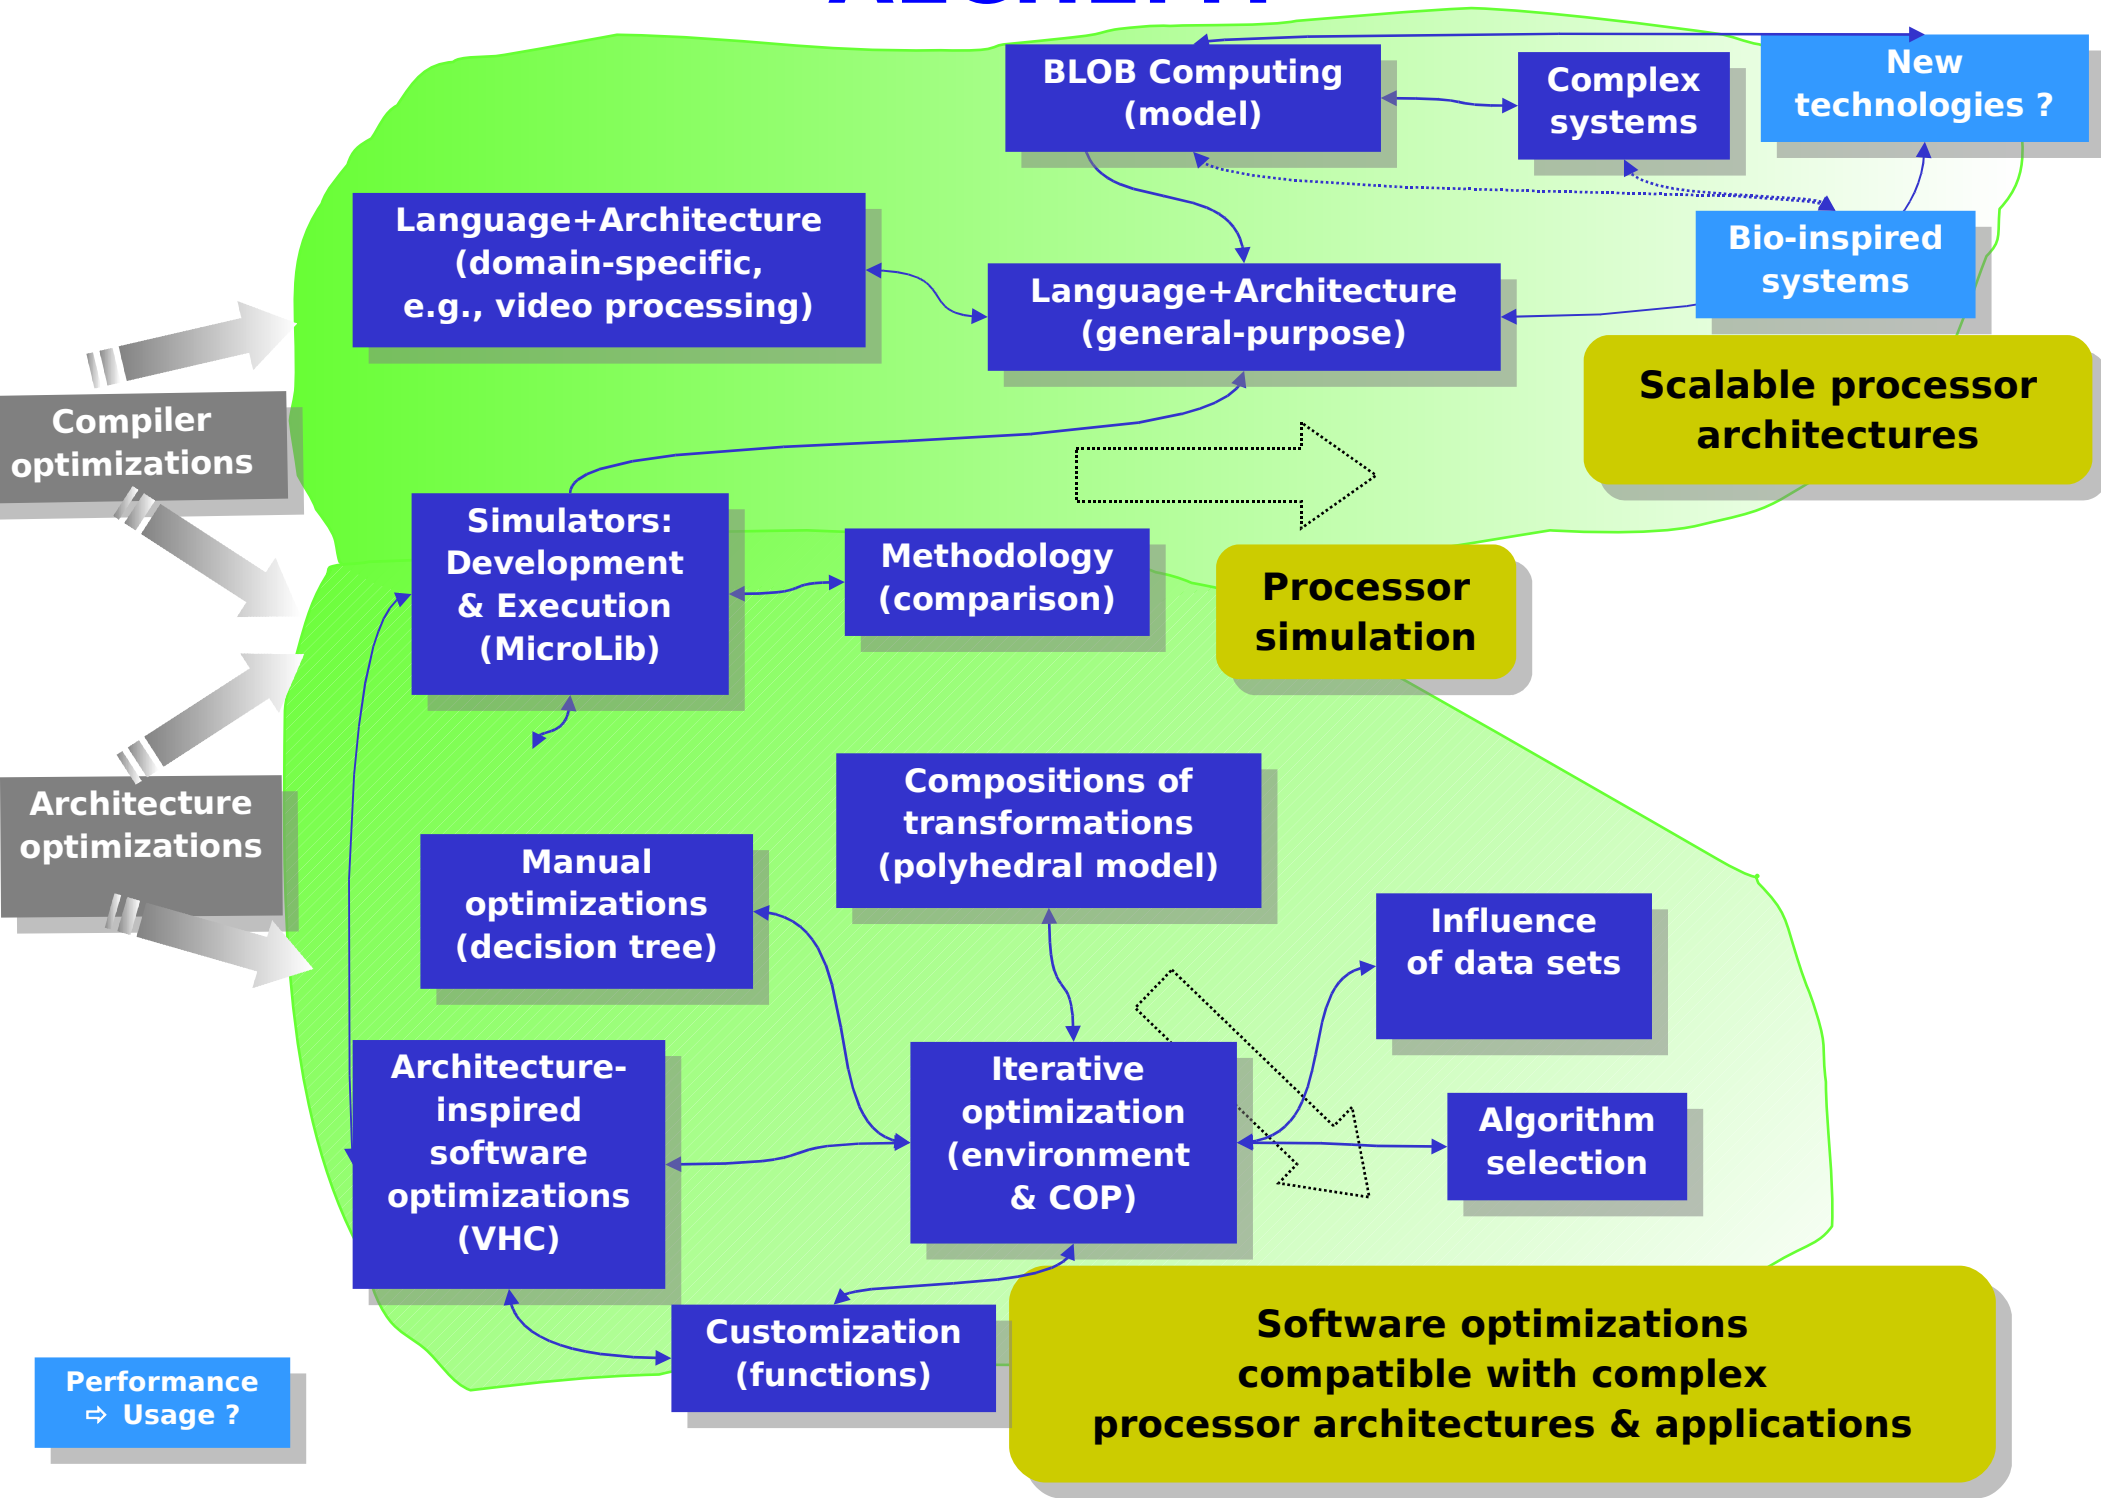 BLOB Computing
(model)
Complex
systems
New
technologies ?
Language+Architecture
(domain-specific,
e.g., video processing)
Bio-inspired
systems
Language+Architecture
(general-purpose)
Scalable processor
architectures
Compiler
optimizations
Simulators:
Development
& Execution
(MicroLib)
Methodology
(comparison)
Processor
simulation
Architecture
optimizations
Compositions of
transformations
(polyhedral model)
Manual
optimizations
(decision tree)
Influence
of data sets
Architecture-
inspired
software
optimizations
(VHC)
Iterative
optimization
(environment
& COP)
Algorithm
selection
Customization
(functions)
Software optimizations
compatible with complex
processor architectures & applications
Performance
⇨ Usage ?